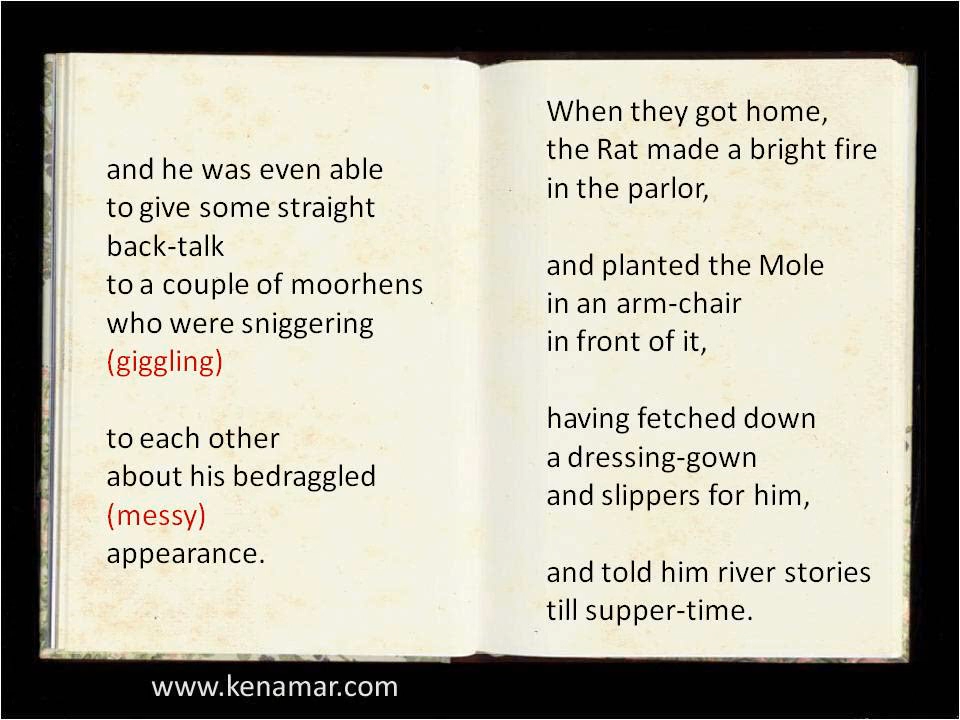 and he was even able
to give some straight
back-talk
to a couple of moorhens
who were sniggering
(giggling)
to each other
about his bedraggled
(messy)
appearance.
When they got home,
the Rat made a bright fire
in the parlor,
and planted the Mole
in an arm-chair
in front of it,
having fetched down
a dressing-gown
and slippers for him,
and told him river stories
till supper-time.
www.kenamar.com